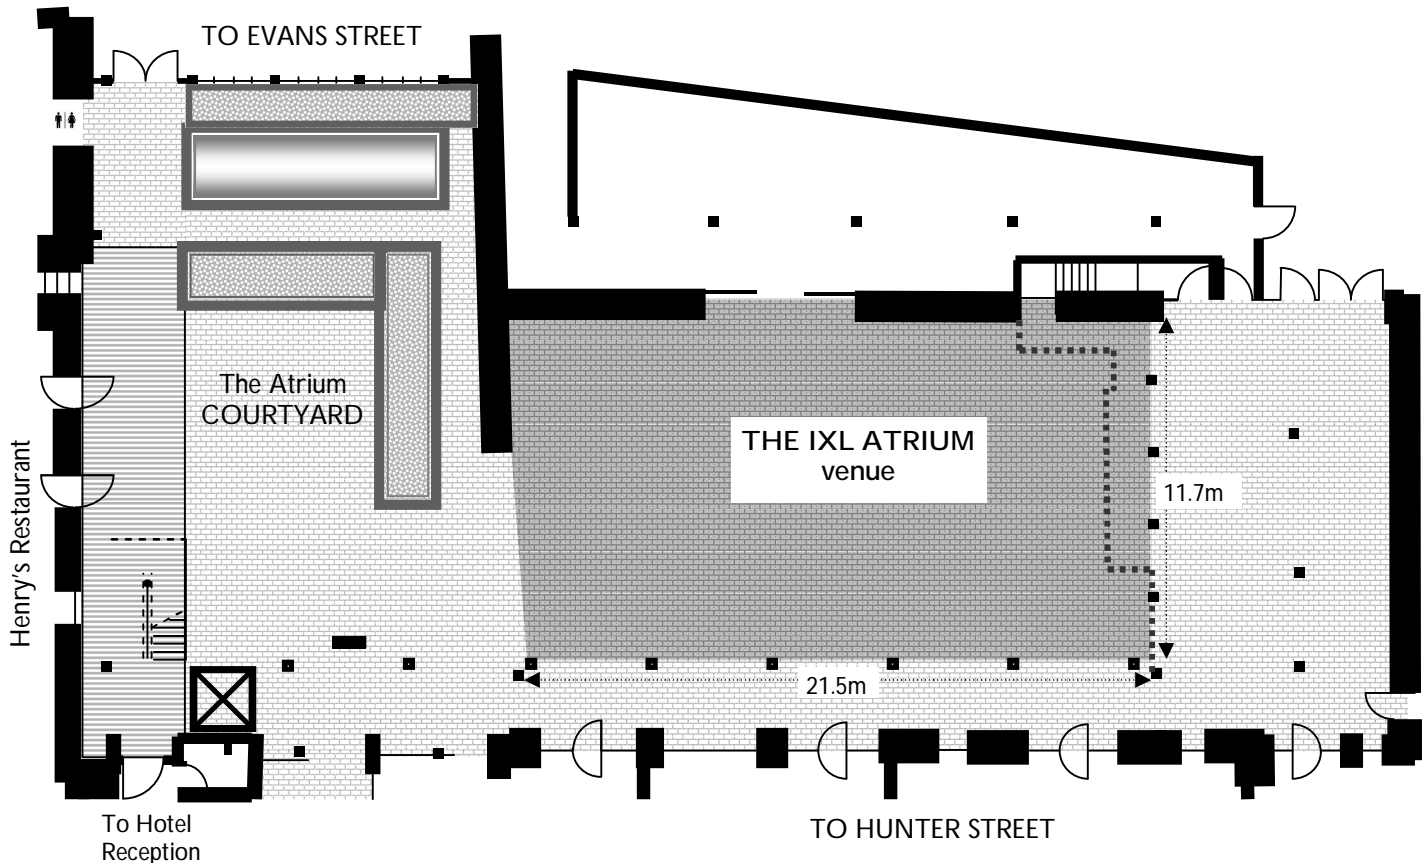 TO EVANS STREET
The Atrium
COURTYARD
THE IXL ATRIUM
venue
11.7m
Henry's Restaurant
21.5m
To Hotel
Reception
TO HUNTER STREET